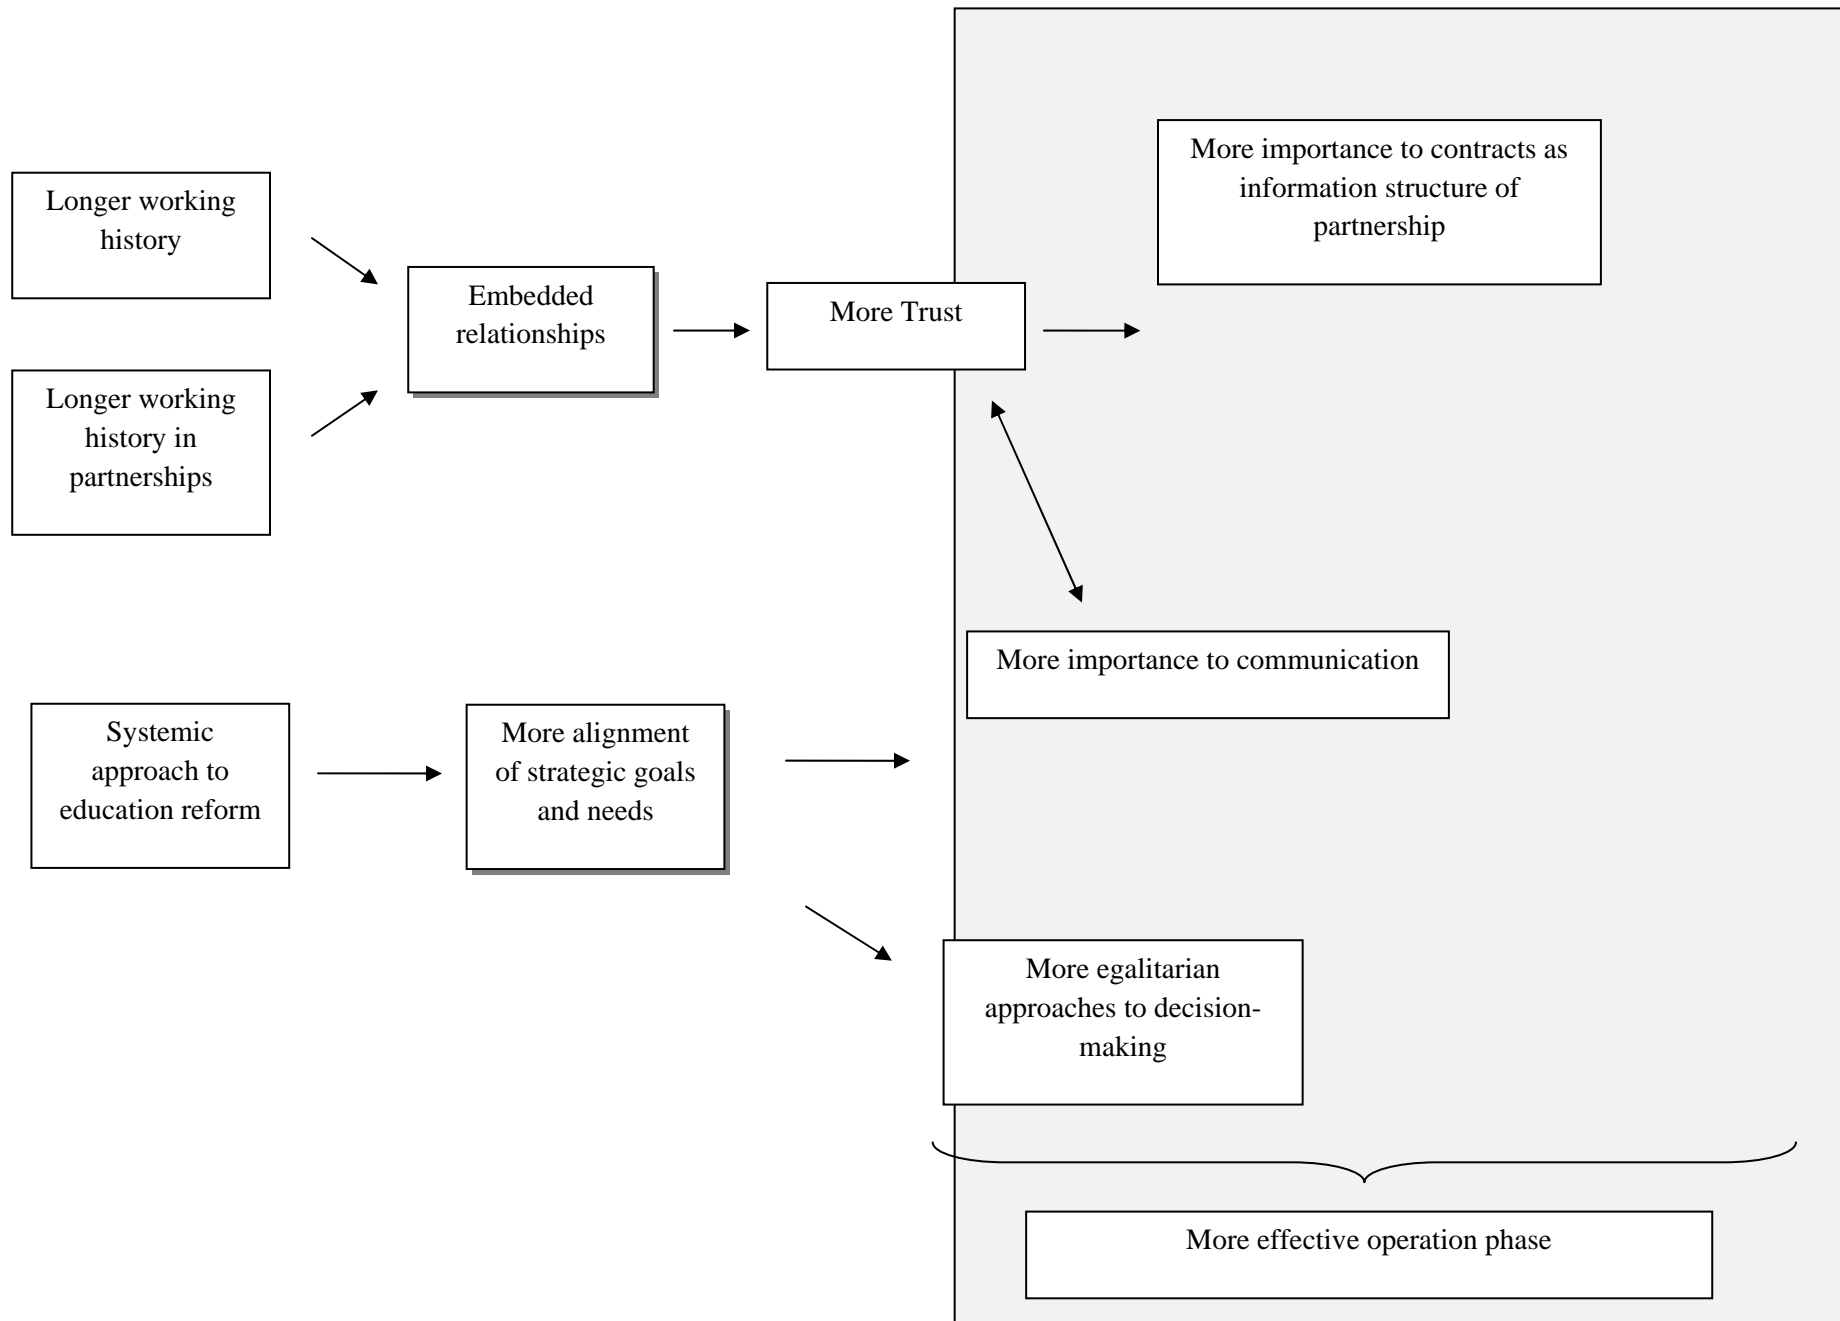 More importance to contracts as
information structure of
partnership
Longer working
history
Embedded
relationships
More Trust
Longer working
history in
partnerships
More importance to communication
Systemic
approach to
education reform
More alignment
of strategic goals
and needs
More egalitarian
approaches to decision-
making
More effective operation phase